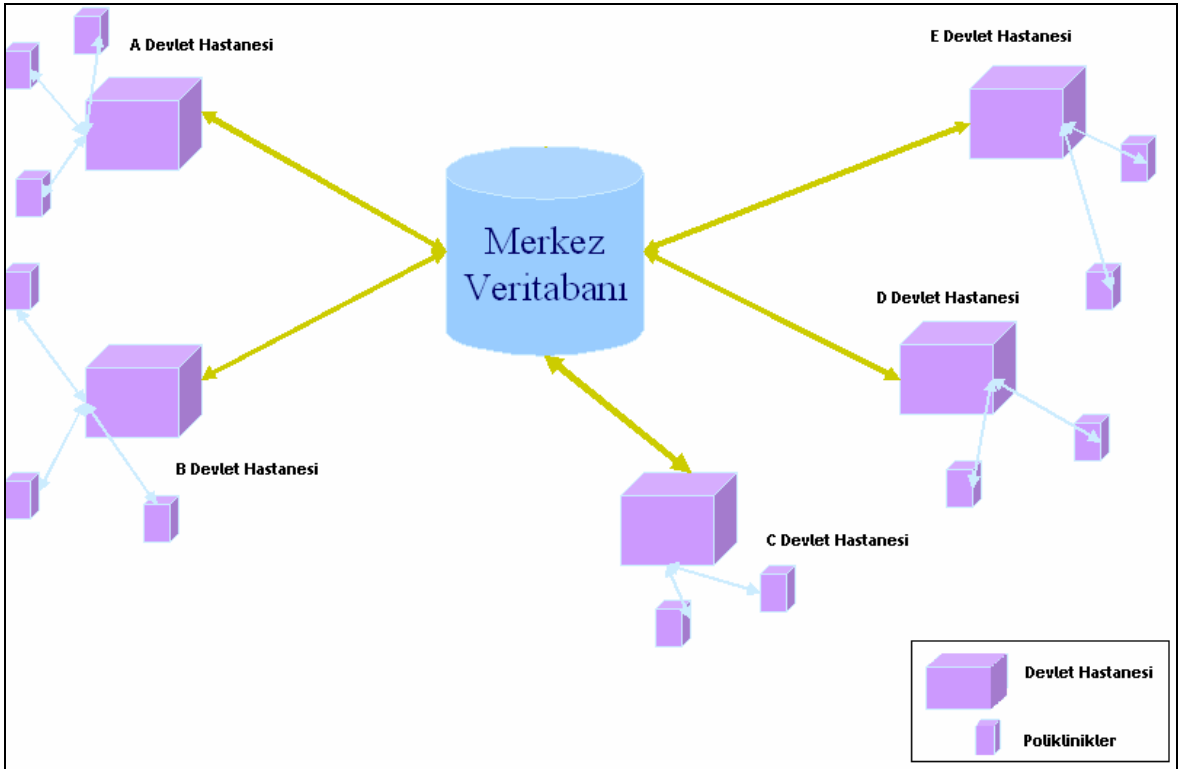 A Devlet Hastanesi
E Devlet Hastanesi
Merkez
Veritabanı
D Devlet Hastanesi
B Devlet Hastanesi
C Devlet Hastanesi
Devlet Hastanesi
Poliklinikler